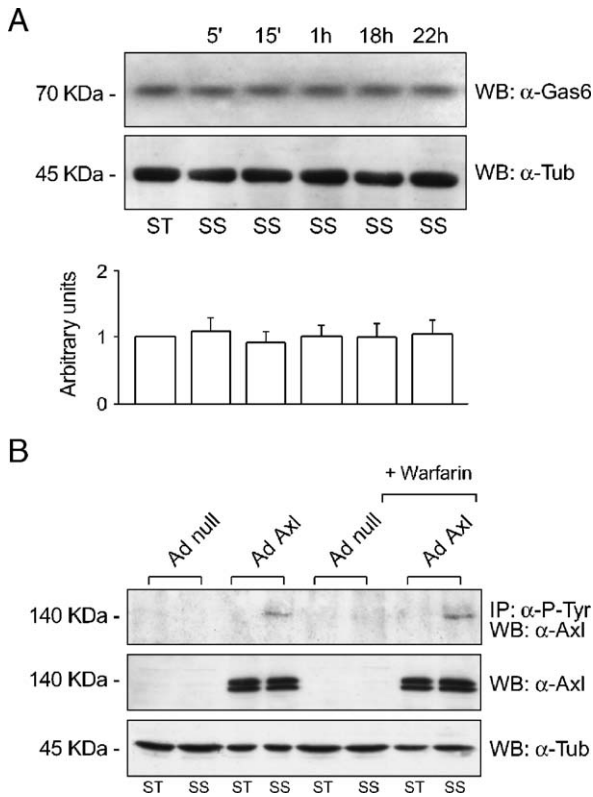 A
5' 15' 1h 18h 22h
70 KDa - WB: α-Gas6
45 KDa - WB: α-Tub
ST SS SS SS SS SS
Arbitrary units
2
1
0
B
+ Warfarin
Ad null Ad Axl Ad null Ad Axl
140 KDa - IP: α-P-Tyr
WB: α-Axl
140 KDa - WB: α-Axl
45 KDa - WB: α-Tub
ST SS ST SS ST SS ST SS